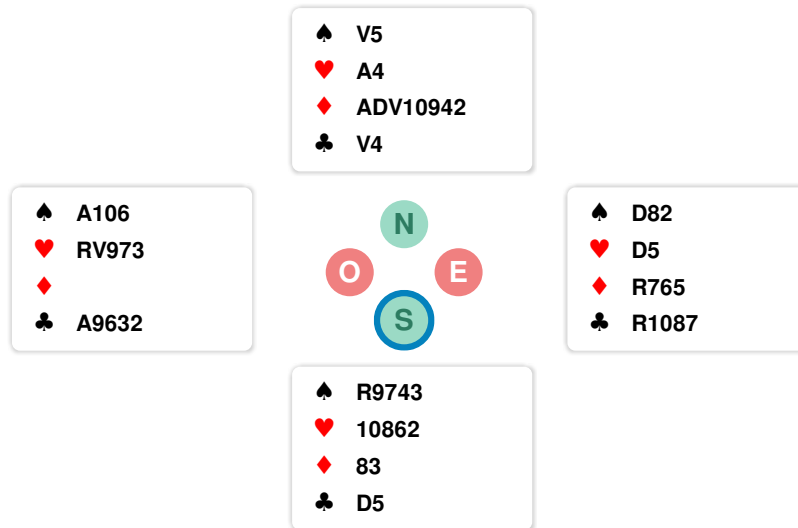 ♠ V5
♥ A4
♦ ADV10942
♣ V4
♠ A106
♥ RV973
♦
♣ A9632
N
O E
S
♠ D82
♥ D5
♦ R765
♣ R1087
♠ R9743
♥ 10862
♦ 83
♣ D5